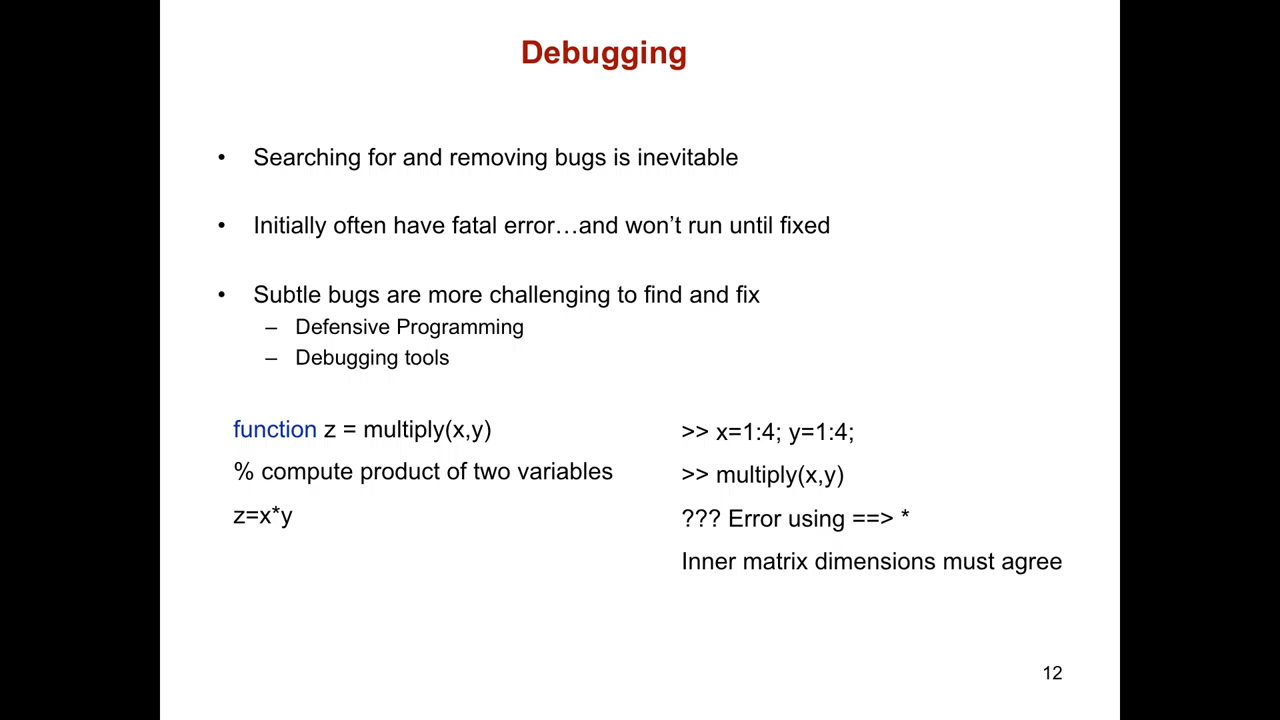 Debugging
• Searching for and removing bugs is inevitable
• Initially often have fatal error…and won’t run until fixed
• Subtle bugs are more challenging to find and fix
– Defensive Programming
– Debugging tools
function z = multiply(x,y)
% compute product of two variables
z=x*y
>> x=1:4; y=1:4;
>> multiply(x,y)
??? Error using ==> *
Inner matrix dimensions must agree
12